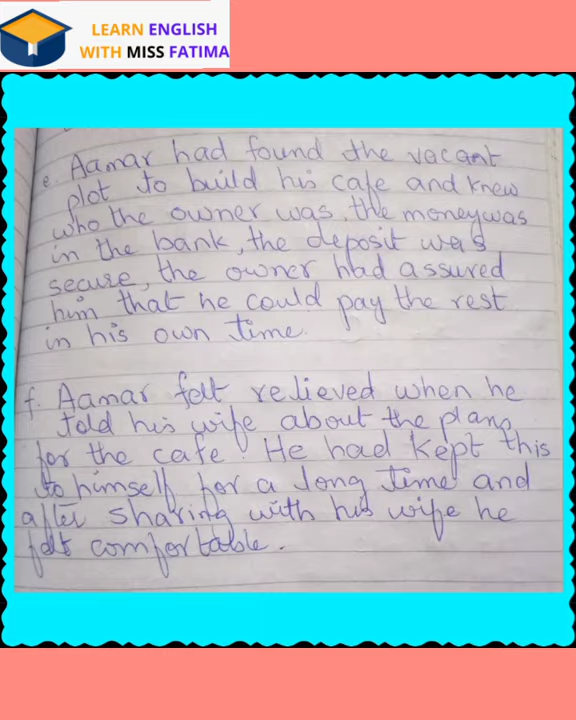 LEARN ENGLISH
WITH MISS FATIMA
e. Aamar had found the vacant
plot to build his cafe and knew
who the owner was, the money was
in the bank, the deposit was
secure, the owner had assured
him that he could pay the rest
in his own time.
f. Aamar felt relieved when he
told his wife about the plans
for the cafe. He had kept this
to himself for a long time and
after sharing with his wife he
felt comfortable.